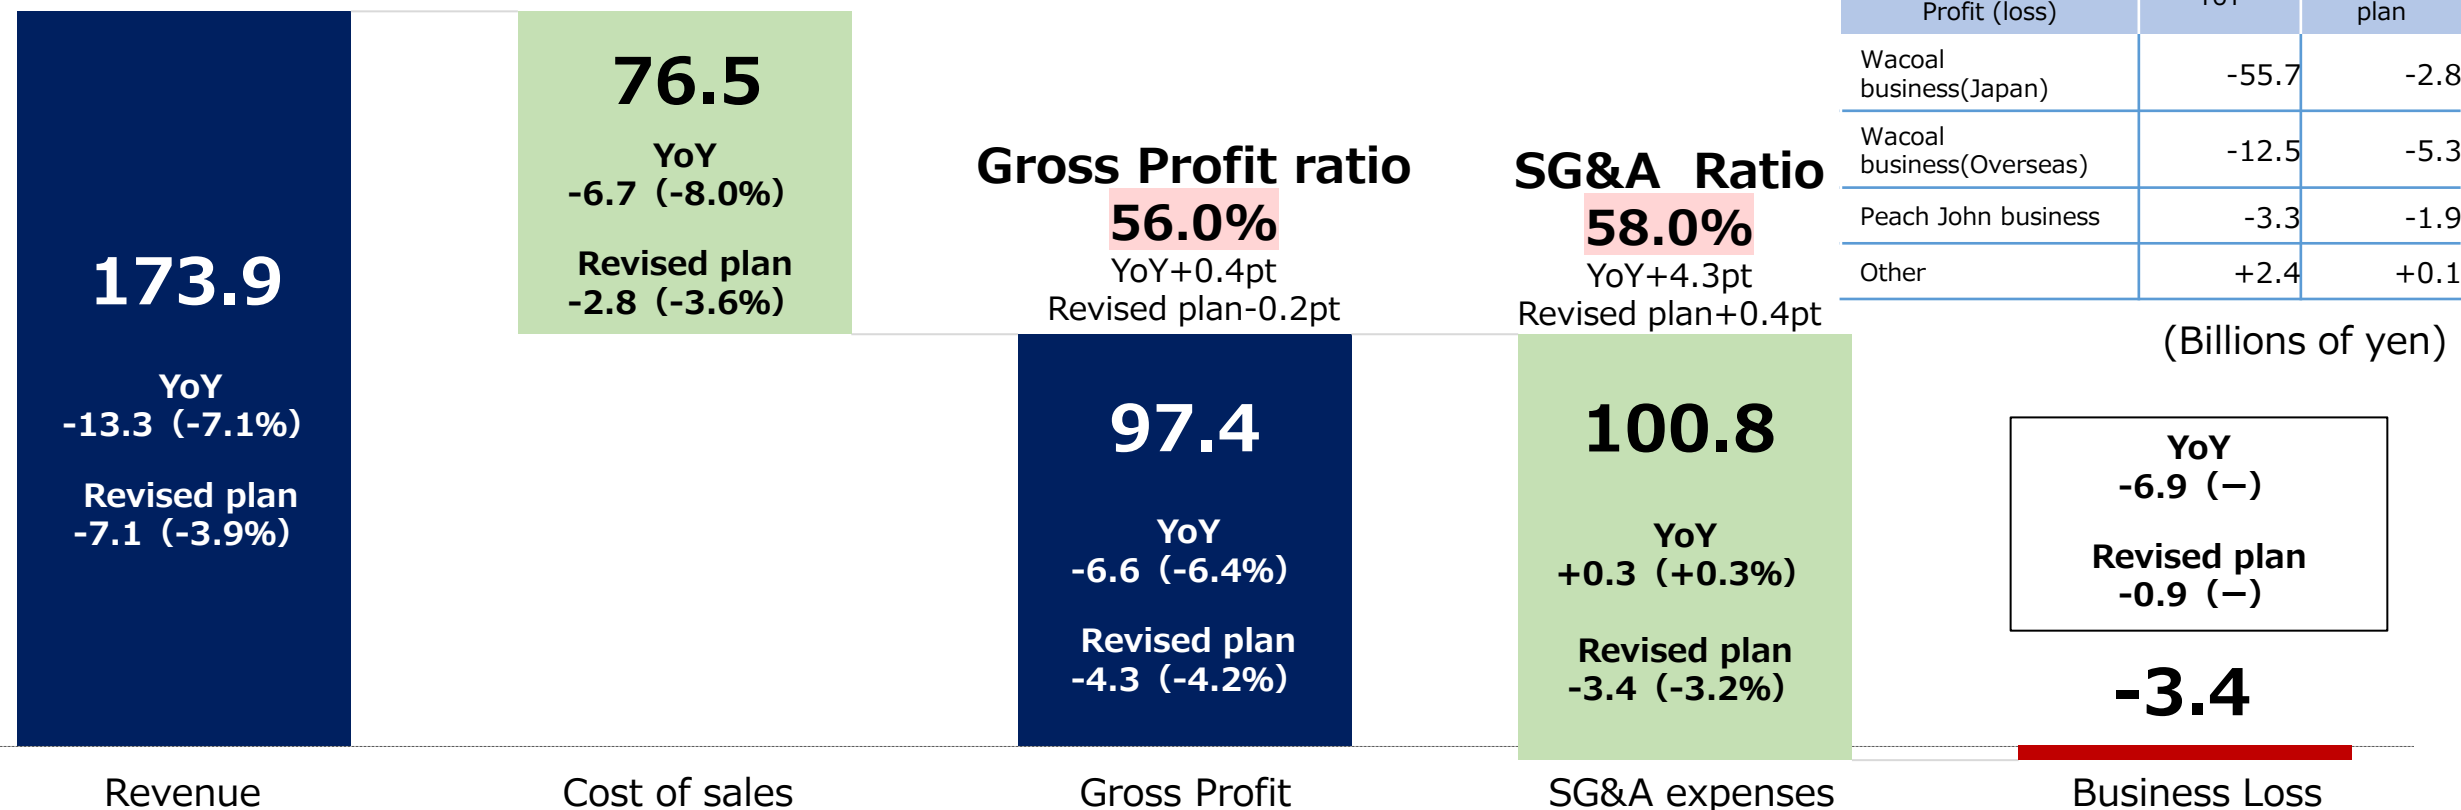 173.9
YoY
-13.3（-7.1%）
Revised plan
-7.1（-3.9%）
Revenue
76.5
YoY
-6.7（-8.0%）
Revised plan
-2.8（-3.6%）
Cost of sales
Gross Profit ratio
56.0%
YoY+0.4pt
Revised plan-0.2pt
97.4
YoY
-6.6（-6.4%）
Revised plan
-4.3（-4.2%）
Gross Profit
SG&A Ratio
58.0%
YoY+4.3pt
Revised plan+0.4pt
100.8
YoY
+0.3（+0.3%）
Revised plan
-3.4（-3.2%）
SG&A expenses
Profit (loss) YoY plan
Wacoal
business(Japan) -55.7 -2.8
Wacoal
business(Overseas) -12.5 -5.3
Peach John business -3.3 -1.9
Other +2.4 +0.1
(Billions of yen)
YoY
-6.9（－）
Revised plan
-0.9（－）
-3.4
Business Loss